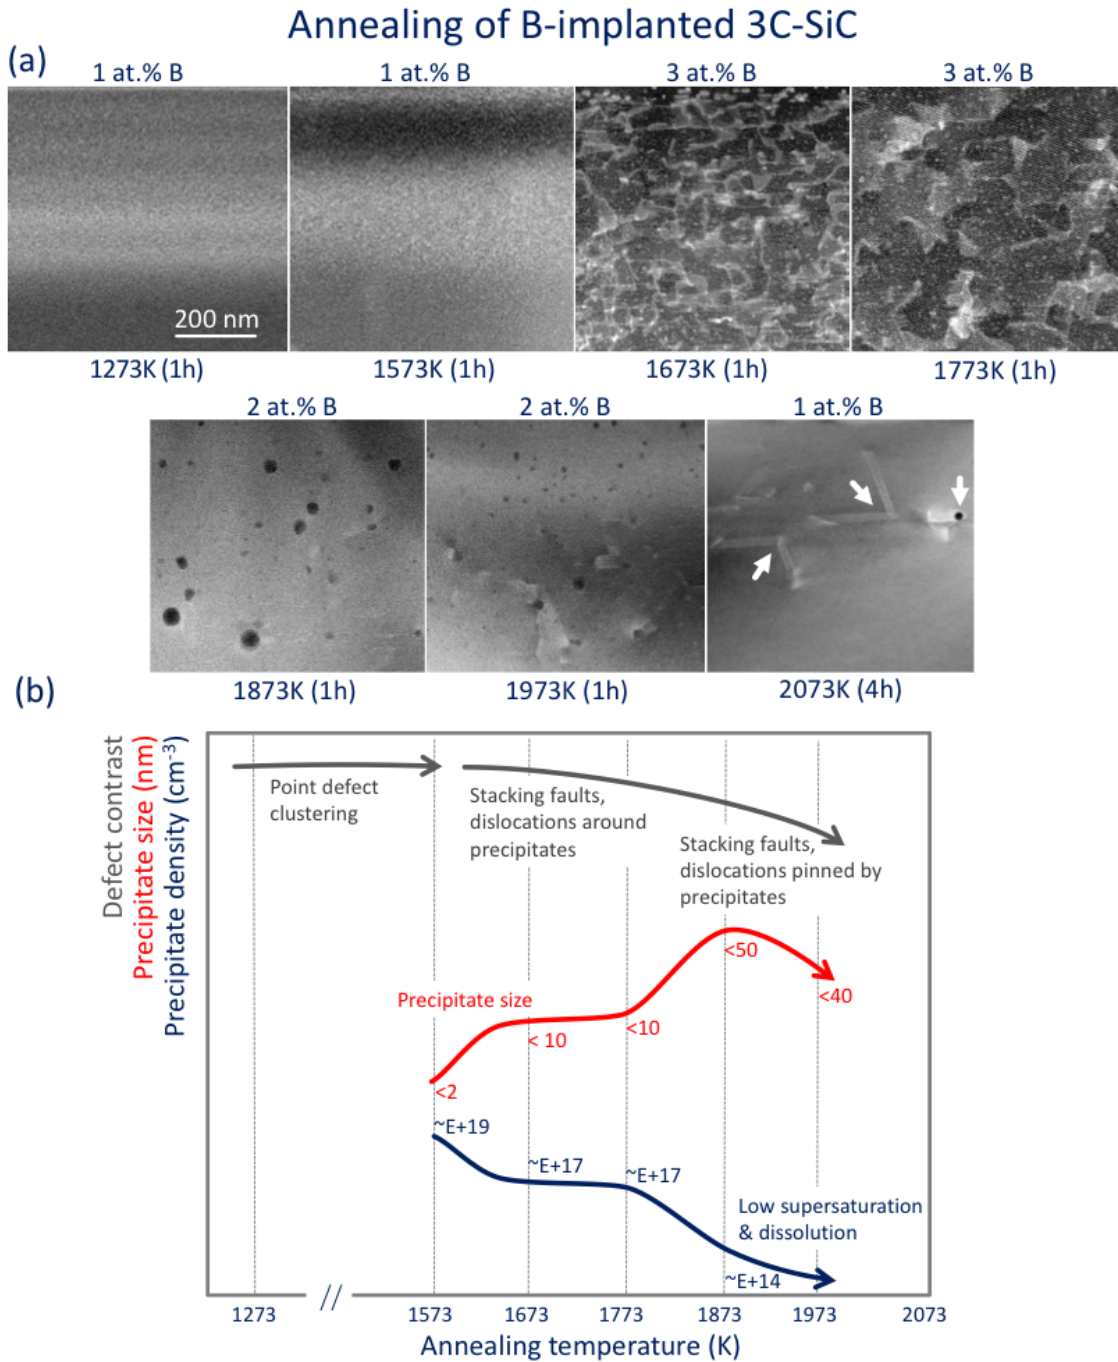 Annealing of B-implanted 3C-SiC
(a)
1 at.% B
1 at.% B
3 at.% B
3 at.% B
200 nm
1273K (1h)
1573K (1h)
1673K (1h)
1773K (1h)
2 at.% B
2 at.% B
1 at.% B
1873K (1h)
1973K (1h)
2073K (4h)
(b)
Defect contrast
Precipitate size (nm)
Precipitate density (cm⁻³)
Point defect
clustering
Stacking faults,
dislocations around
precipitates
Stacking faults,
dislocations pinned by
precipitates
Precipitate size
<2
< 10
<10
<50
<40
~E+19
~E+17
~E+17
Low supersaturation
& dissolution
~E+14
1273
//
1573
1673
1773
1873
1973
2073
Annealing temperature (K)